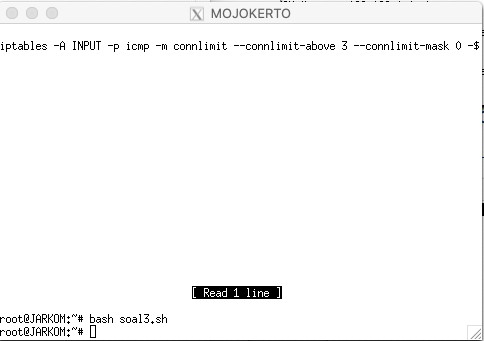 MOJOKERTO
iptables -A INPUT -p icmp -m connlimit --connlimit-above 3 --connlimit-mask 0 -$
[ Read 1 line ]
root@JARKOM:~# bash soal3.sh
root@JARKOM:~#